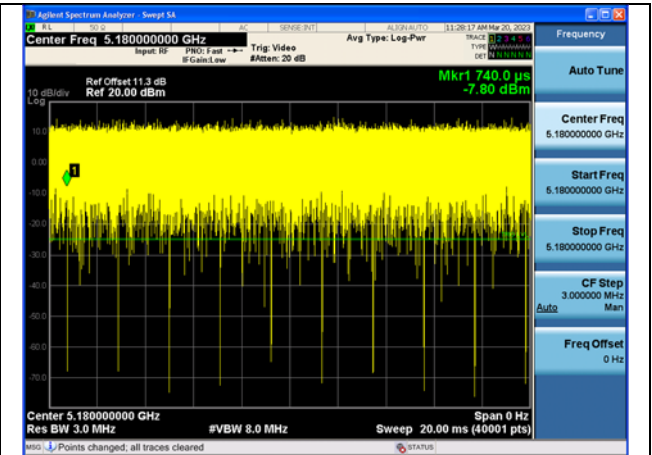 Agilent Spectrum Analyzer - Swept SA
RL 50 Ω AC SENSE:INT ALIGNAUTO 11:28:17 AM Mar 20, 2023
Center Freq 5.180000000 GHz
Input: RF PNO: Fast Trig: Video Avg Type: Log-Pwr TRACE 1 2 3 4 5 6
IFGain:Low #Atten: 20 dB TYPE
DET N N N N N N
Frequency
Mkr1 740.0 µs
-7.80 dBm
Ref Offset 11.3 dB
10 dB/div Ref 20.00 dBm
Log
10.0
0.00
-10.0
-20.0
-30.0
-40.0
-50.0
-60.0
-70.0
1
Center 5.180000000 GHz Span 0 Hz
Res BW 3.0 MHz #VBW 8.0 MHz Sweep 20.00 ms (40001 pts)
MSG Points changed; all traces cleared STATUS
Auto Tune
Center Freq
5.180000000 GHz
Start Freq
5.180000000 GHz
Stop Freq
5.180000000 GHz
CF Step
3.000000 MHz
Auto Man
Freq Offset
0 Hz